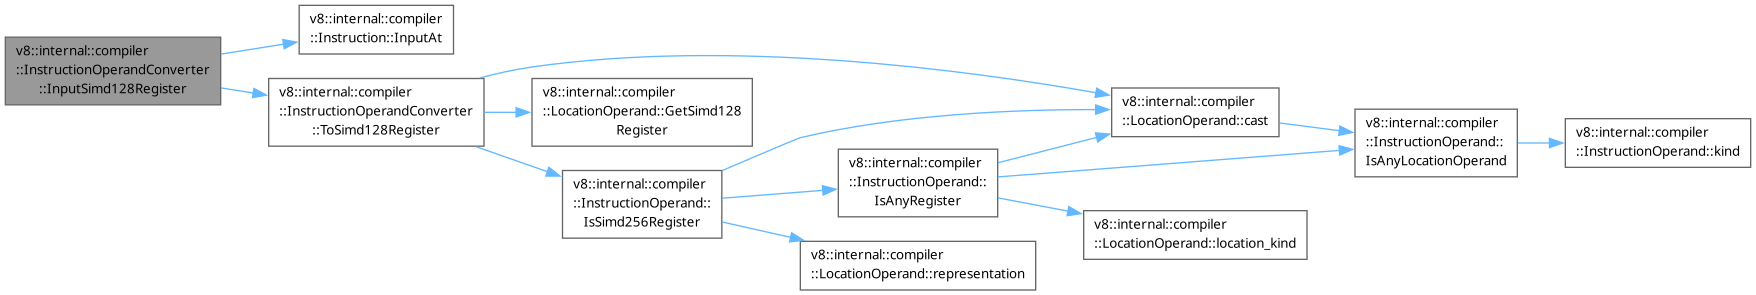 v8::internal::compiler
::InstructionOperandConverter
::InputSimd128Register
v8::internal::compiler
::Instruction::InputAt
v8::internal::compiler
::InstructionOperandConverter
::ToSimd128Register
v8::internal::compiler
::LocationOperand::GetSimd128
Register
v8::internal::compiler
::InstructionOperand::
IsSimd256Register
v8::internal::compiler
::InstructionOperand::
IsAnyRegister
v8::internal::compiler
::LocationOperand::representation
v8::internal::compiler
::LocationOperand::cast
v8::internal::compiler
::LocationOperand::location_kind
v8::internal::compiler
::InstructionOperand::
IsAnyLocationOperand
v8::internal::compiler
::InstructionOperand::kind